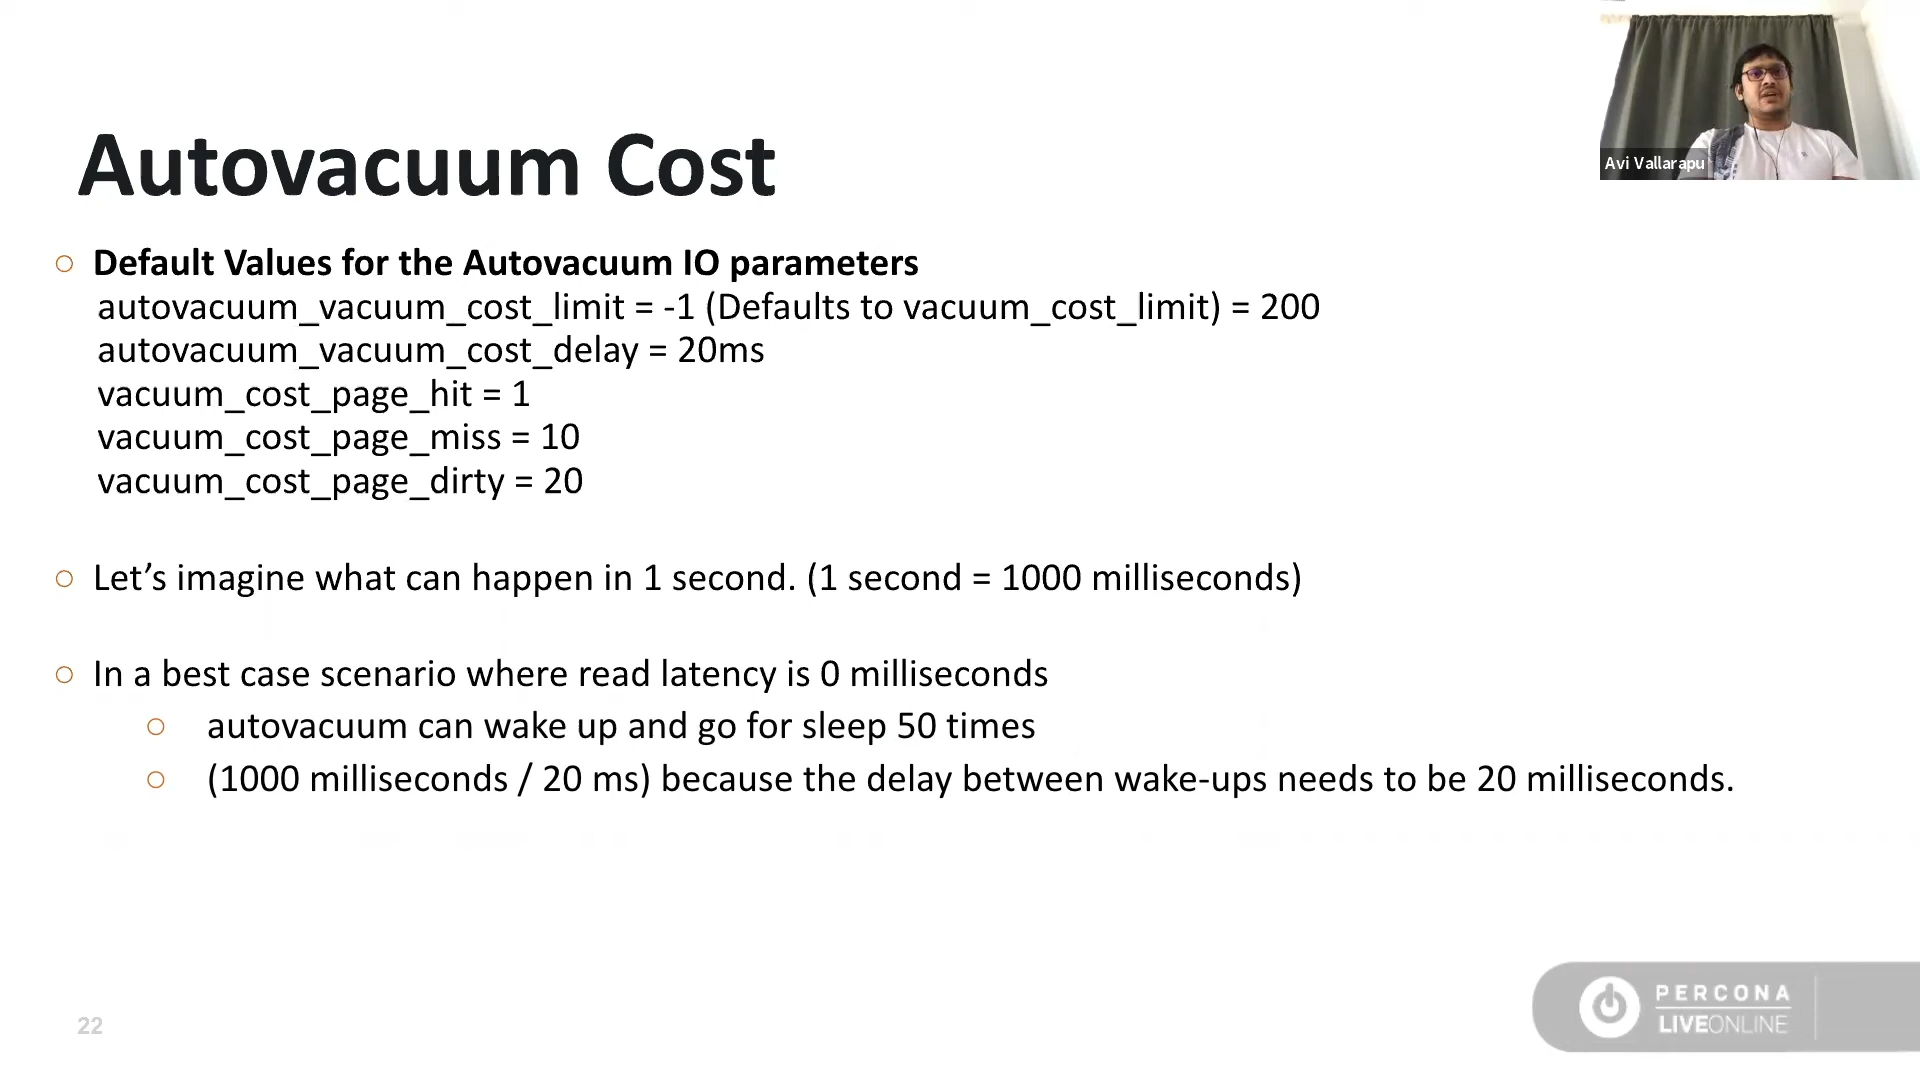 Avi Vallarapu
Autovacuum Cost
○ Default Values for the Autovacuum IO parameters
autovacuum_vacuum_cost_limit = -1 (Defaults to vacuum_cost_limit) = 200
autovacuum_vacuum_cost_delay = 20ms
vacuum_cost_page_hit = 1
vacuum_cost_page_miss = 10
vacuum_cost_page_dirty = 20
○ Let’s imagine what can happen in 1 second. (1 second = 1000 milliseconds)
○ In a best case scenario where read latency is 0 milliseconds
○ autovacuum can wake up and go for sleep 50 times
○ (1000 milliseconds / 20 ms) because the delay between wake-ups needs to be 20 milliseconds.
22
PERCONA
LIVEONLINE